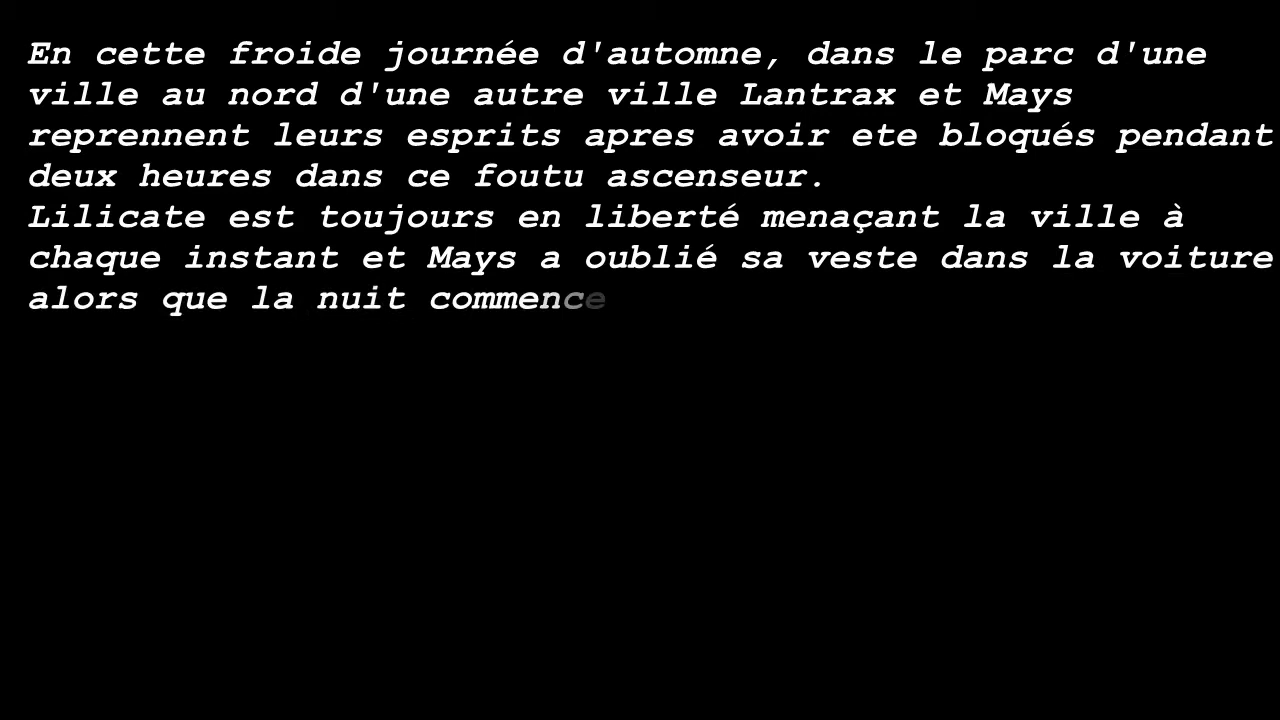 En cette froide journée d'automne, dans le parc d'une
ville au nord d'une autre ville Lantrax et Mays
reprennent leurs esprits apres avoir ete bloqués pendant
deux heures dans ce foutu ascenseur.
Lilicate est toujours en liberté menaçant la ville à
chaque instant et Mays a oublié sa veste dans la voiture
alors que la nuit commence